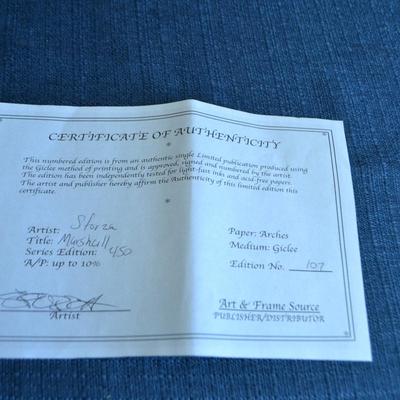 CERTIFICATE OF AUTHENTICITY
This numbered edition is from an authentic single Limited publication produced using
the Giclee method of printing and is approved, signed and numbered by the artist.
The edition has been independently tested for light-fast inks and acid-free papers.
The artist and publisher hereby affirm the Authenticity of this limited edition this
certificate.
Artist: Sforza
Title: Marshall
Series Edition: 450
A/P: up to 10%
Paper: Arches
Medium: Giclee
Edition No. 107
Artist
Art & Frame Source
PUBLISHER/DISTRIBUTOR